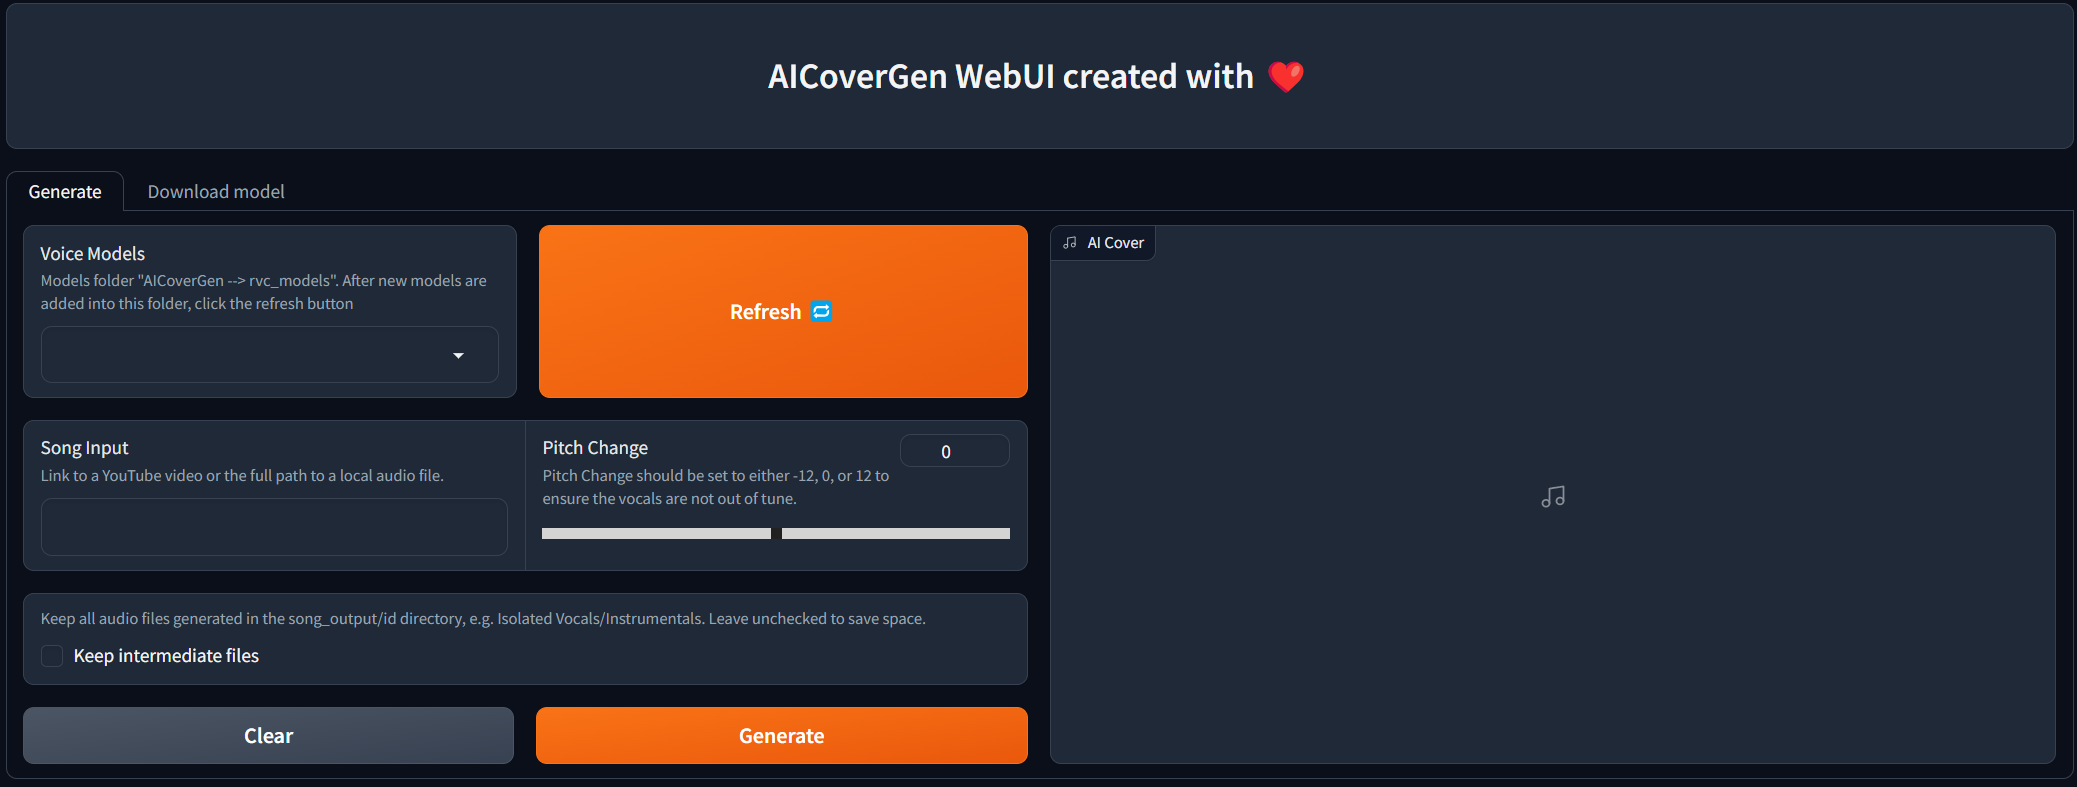 AICoverGen WebUI created with ❤️
Generate
Download model
Voice Models
Models folder "AICoverGen --> rvc_models". After new models are
added into this folder, click the refresh button
Refresh 🔁
AI Cover
Song Input
Link to a YouTube video or the full path to a local audio file.
Pitch Change
0
Pitch Change should be set to either -12, 0, or 12 to
ensure the vocals are not out of tune.
Keep all audio files generated in the song_output/id directory, e.g. Isolated Vocals/Instrumentals. Leave unchecked to save space.
Keep intermediate files
Clear
Generate